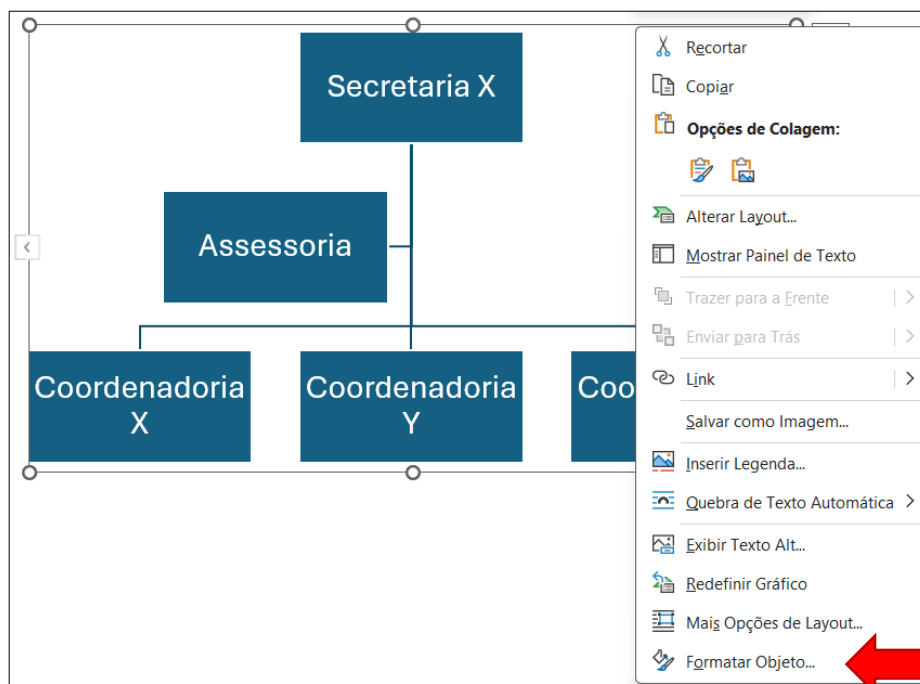 Secretaria X
Assessoria
Coordenadoria
X
Coordenadoria
Y
Coo
Recortar
Copiar
Opções de Colagem:
Alterar Layout...
Mostrar Painel de Texto
Trazer para a Frente
Enviar para Trás
Link
Salvar como Imagem...
Inserir Legenda...
Quebra de Texto Automática
Exibir Texto Alt...
Redefinir Gráfico
Mais Opções de Layout...
Formatar Objeto...